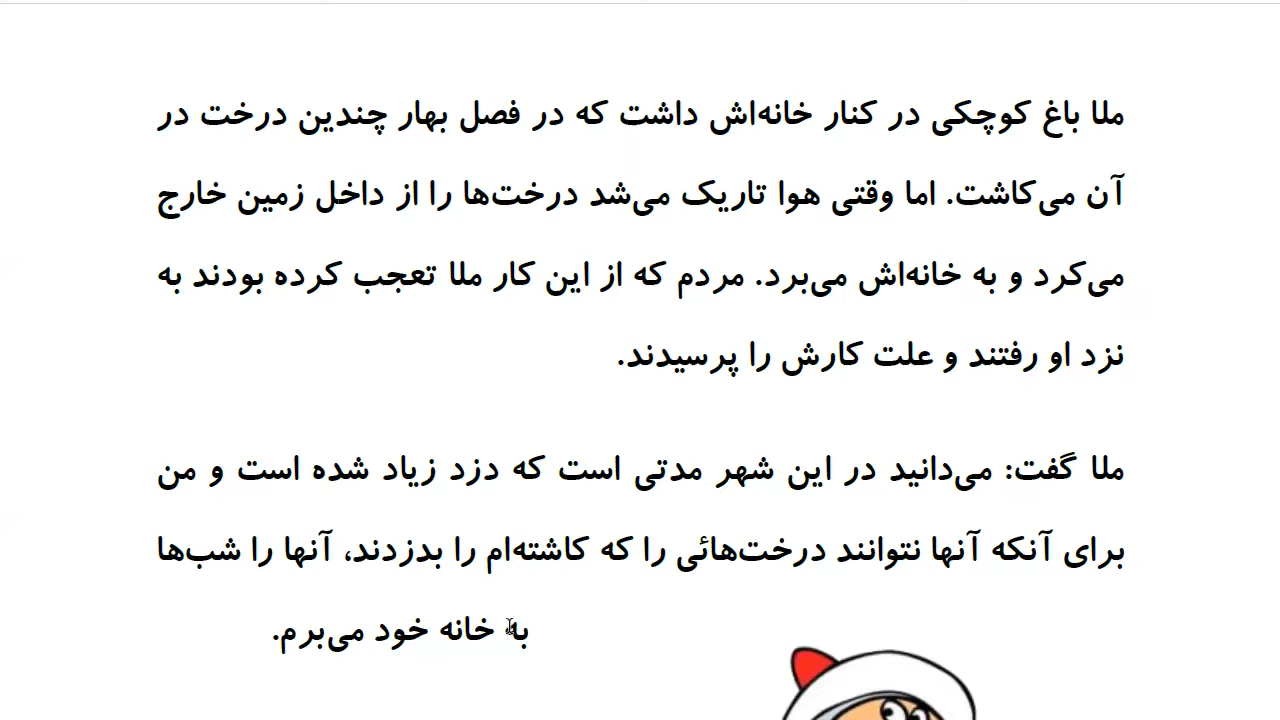 ملا باغ کوچکی در کنار خانه‌اش داشت که در فصل بهار چندین درخت در
آن می‌کاشت. اما وقتی هوا تاریک می‌شد درخت‌ها را از داخل زمین خارج
می‌کرد و به خانه‌اش می‌برد. مردم که از این کار ملا تعجب کرده بودند به
نزد او رفتند و علت کارش را پرسیدند.
ملا گفت: می‌دانید در این شهر مدتی است که دزد زیاد شده است و من
برای آنکه آنها نتوانند درخت‌هائی را که کاشته‌ام را بدزدند، آنها را شب‌ها
به خانه خود می‌برم.